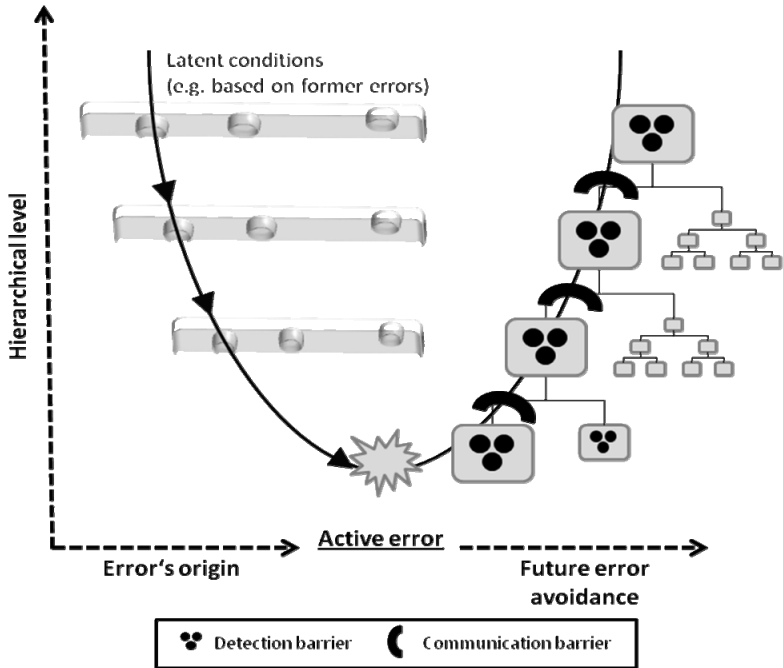 Latent conditions
(e.g. based on former errors)
Hierarchical level
Active error
Error's origin
Future error
avoidance
Detection barrier
Communication barrier